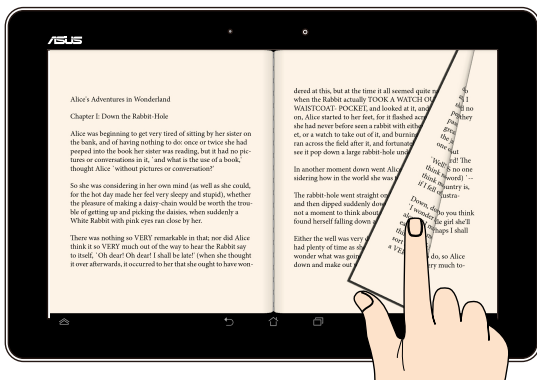 ASUS
Alice's Adventures in Wonderland
Chapter I: Down the Rabbit-Hole
Alice was beginning to get very tired of sitting by her sister on
the bank, and of having nothing to do: once or twice she had
peeped into the book her sister was reading, but it had no pic-
tures or conversations in it, `and what is the use of a book,'
thought Alice `without pictures or conversation?'
So she was considering in her own mind (as well as she could,
for the hot day made her feel very sleepy and stupid), whether
the pleasure of making a daisy-chain would be worth the trou-
ble of getting up and picking the daisies, when suddenly a
White Rabbit with pink eyes ran close by her.
There was nothing so VERY remarkable in that; nor did Alice
think it so VERY much out of the way to hear the Rabbit say
to itself, `Oh dear! Oh dear! I shall be late!' (when she thought
it over afterwards, it occurred to her that she ought to have won-
dered at this, but at the time it all seemed quite
when the Rabbit actually TOOK A WATCH
WAISTCOAT- POCKET, and looked at it, and
on, Alice started to her feet, for it flashed
she had never before seen a rabbit with
et, or a watch to take out of it, and burning
ran across the field after it, and
see it pop down a large rabbit-hole
In another moment down went
sidering how in the world she was
The rabbit-hole went straight on
and then dipped suddenly
not a moment to think about
found herself falling down
Either the well was very
had plenty of time as
wonder what was do, so Alice
down and make out much to-